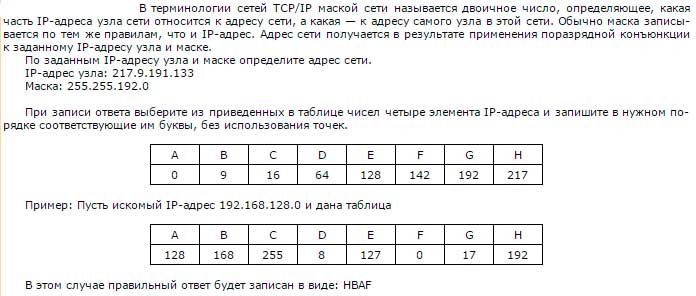 В терминологии сетей TCP/IP маской сети называется двоичное число, определяющее, какая
часть IP-адреса узла сети относится к адресу сети, а какая — к адресу самого узла в этой сети. Обычно маска записы-
вается по тем же правилам, что и IP-адрес. Адрес сети получается в результате применения поразрядной конъюнкции
к заданному IP-адресу узла и маске.
По заданным IP-адресу узла и маске определите адрес сети.
IP-адрес узла: 217.9.191.133
Маска: 255.255.192.0
При записи ответа выберите из приведенных в таблице чисел четыре элемента IP-адреса и запишите в нужном по-
рядке соответствующие им буквы, без использования точек.
A B C D E F G H
0 9 16 64 128 142 192 217
Пример: Пусть искомый IP-адрес 192.168.128.0 и дана таблица
A B C D E F G H
128 168 255 8 127 0 17 192
В этом случае правильный ответ будет записан в виде: HBAF